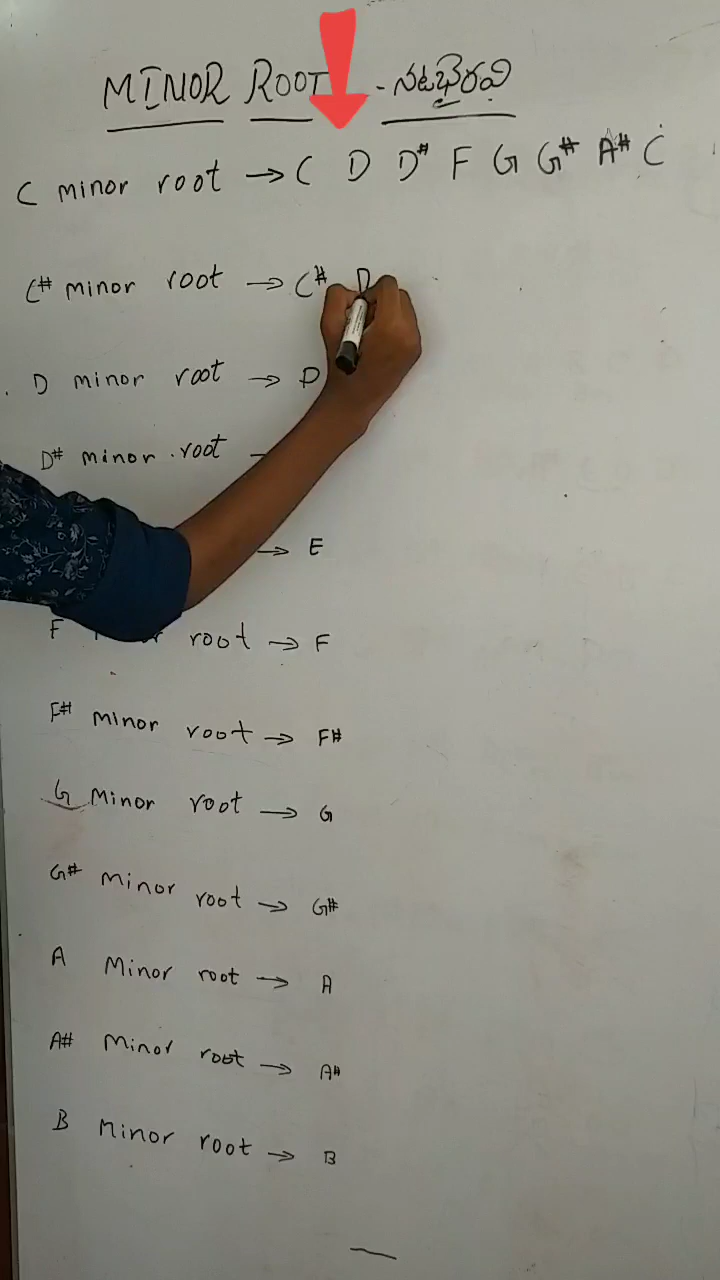 MINOR ROOT - నటభైరవి
C minor root → C D D# F G G# A# Ċ
C# minor root → C# D
D minor root → D
D# minor root
→ E
F root → F
F# minor root → F#
G Minor root → G
G# Minor root → G#
A Minor root → A
A# Minor root → A#
B Minor root → B